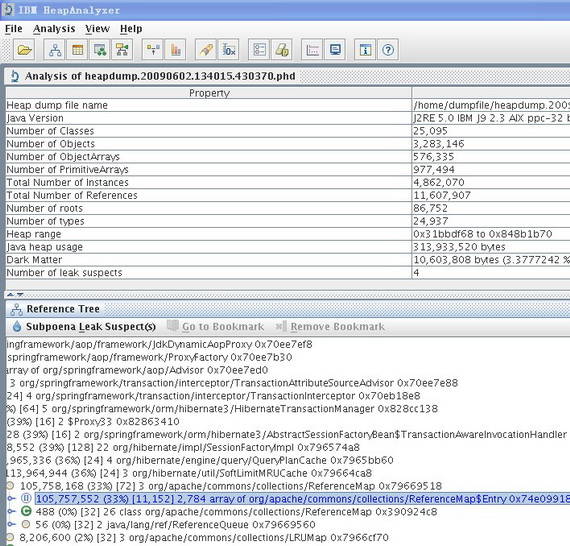 IBM HeapAnalyzer
File Analysis View Help
Analysis of heapdump.20090602.134015.430370.phd
Property
Heap dump file name /home/dumpfile/heapdump.200
Java Version J2RE 5.0 IBM J9 2.3 AIX ppc-32 b
Number of Classes 25,095
Number of Objects 3,283,146
Number of ObjectArrays 576,335
Number of PrimitiveArrays 977,494
Total Number of Instances 4,862,070
Total Number of References 11,607,907
Number of roots 86,752
Number of types 24,937
Heap range 0x31bbdf68 to 0x848b1b70
Java heap usage 313,933,520 bytes
Dark Matter 10,603,808 bytes (3.3777242 %
Number of leak suspects 4
Reference Tree
Subpoena Leak Suspect(s) Go to Bookmark Remove Bookmark
ingframework/aop/framework/JdkDynamicAopProxy 0x70ee7ef8
springframework/aop/framework/ProxyFactory 0x70ee7b30
array of org/springframework/aop/Advisor 0x70ee7ed0
3 org/springframework/transaction/interceptor/TransactionAttributeSourceAdvisor 0x70ee7e88
[24] 4 org/springframework/transaction/interceptor/TransactionInterceptor 0x70eb18e8
%) [64] 5 org/springframework/orm/hibernate3/HibernateTransactionManager 0x828cc138
(39%) [16] 2 $Proxy33 0x82863410
28 (39%) [16] 2 org/springframework/orm/hibernate3/AbstractSessionFactoryBean$TransactionAwareInvocationHandler
8,552 (39%) [128] 22 org/hibernate/impl/SessionFactoryImpl 0x796574a8
,965,336 (36%) [24] 4 org/hibernate/engine/query/QueryPlanCache 0x7965bb60
113,964,944 (36%) [24] 3 org/hibernate/util/SoftLimitMRUCache 0x79664ca8
105,758,168 (33%) [72] 3 org/apache/commons/collections/ReferenceMap 0x79669518
105,757,552 (33%) [11,152] 2,784 array of org/apache/commons/collections/ReferenceMap$Entry 0x74e09918
488 (0%) [32] 26 class org/apache/commons/collections/ReferenceMap 0x390924c8
56 (0%) [32] 2 java/lang/ref/ReferenceQueue 0x79669560
8,206,600 (2%) [32] 3 org/apache/commons/collections/LRUMap 0x7966cf70